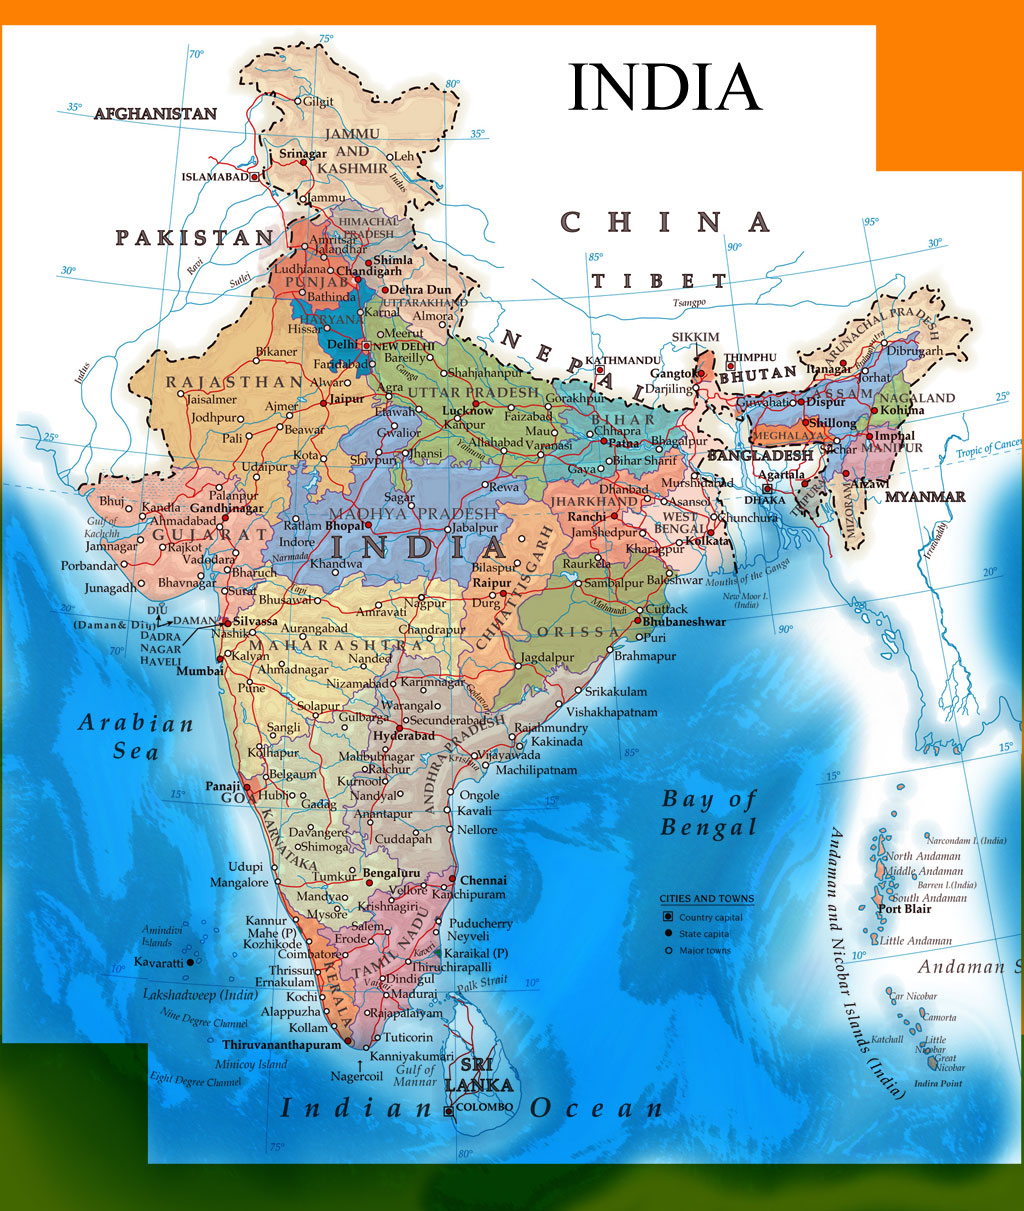 INDIA
75°
70°
80°
35°
AFGHANISTAN
Gilgit
35°
JAMMU
AND
KASHMIR
Srinagar
Leh
Indus
ISLAMABAD
Jammu
CHINA
95°
HIMACHAL
PRADESH
PAKISTAN
Amritsar
Jalandhar
90°
30°
85°
Ravi
Sutlej
Shimla
30°
Ludhiana
Chandigarh
PUNJAB
TIBET
Dehra Dun
Bathinda
UTTARAKHAND
Tsangpo
Karnal
Almora
HARYANA
Hissar
Meerut
NEPAL
SIKKIM
ARUNACHAL PRADESH
Delhi
NEW DELHI
Bikaner
Bareilly
KATHMANDU
THIMPHU
Dibrugarh
Faridabad
Ganga
Shahjahanpur
Gangtok
BHUTAN
Itanagar
Indus
RAJASTHAN
Alwar
Agra
UTTAR PRADESH
Darjiling
Jorhat
Jaisalmer
Jaipur
Gorakhpur
ASSAM
NAGALAND
25°
Jodhpur
Ajmer
Etawah
Lucknow
Faizabad
Guwahati
Dispur
Kohima
Beawar
Kanpur
BIHAR
Shillong
Pali
Gwalior
Mau
Chhapra
MEGHALAYA
Imphal
25°
Yamuna
Allahabad
Varanasi
Patna
Bhagalpur
Silchar
MANIPUR
Kota
Shivpuri
Jhansi
BANGLADESH
Tropic of Cancer
Udaipur
Gaya
Bihar Sharif
Agartala
Aizawl
Rewa
Murshidabad
MYANMAR
Palanpur
Sagar
Dhanbad
DHAKA
TRIPURA
Bhuj
Kandla
Gandhinagar
JHARKHAND
Asansol
MIZORAM
Gulf of
Kachchh
Ahmadabad
Ratlam
Bhopal
MADHYA PRADESH
Ranchi
WEST
BENGAL
Chunchura
GUJARAT
Jabalpur
Jamshedpur
Kolkata
Irrawaddy
Jamnagar
Rajkot
Indore
INDIA
Kharagpur
Vadodara
Narmada
Bilaspur
CHHATTISGARH
Raurkela
Porbandar
Bharuch
Khandwa
Raipur
Sambalpur
Baleshwar
Mouths of the Ganga
20°
Junagadh
Bhavnagar
Surat
Tapi
Nagpur
Durg
New Moor I.
(India)
Bhusawal
Mahanadi
Cuttack
20°
DIU
Amravati
Bhubaneshwar
(Daman & Diu)
DAMAN
Silvassa
Aurangabad
Chandrapur
ORISSA
90°
DADRA
NAGAR
HAVELI
Nashik
Puri
70°
MAHARASHTRA
Kalyan
Nanded
Jagdalpur
Brahmapur
Mumbai
Ahmadnagar
Pune
Nizamabad
Karimnagar
Godavari
Srikakulam
Solapur
Warangal
Vishakhapatnam
Arabian
Sea
Gulbarga
Secunderabad
Sangli
Hyderabad
Rajahmundry
Kakinada
Kolhapur
Mahbubnagar
ANDHRA PRADESH
85°
15°
Belgaum
Raichur
Krishna
Vijayawada
Machilipatnam
15°
Panaji
Kurnool
GOA
Hubli
Nandyal
Ongole
Bay of
Bengal
15°
Gadag
Kavali
15°
Anantapur
Nellore
KARNATAKA
Davangere
Cuddapah
Shimoga
Andaman and Nicobar Islands (India)
Narcondam I. (India)
North Andaman
Middle Andaman
Udupi
Tumkur
Bengaluru
Chennai
Barren I.(India)
Mangalore
Vellore
Kanchipuram
CITIES AND TOWNS
South Andaman
Mandya
Country capital
Port Blair
Mysore
Krishnagiri
State capita
Kannur
Salem
Puducherry
Major towns
Mahe (P)
Erode
Neyveli
Little Andaman
Amindivi
Islands
Kozhikode
TAMIL NADU
Kaveri
Karaikal (P)
Coimbatore
Kavaratti
Thiruchirapalli
10°
Andaman S
Thrissur
KERALA
Vaigai
Dindigul
10°
Ernakulam
Palk Strait
10°
Lakshadweep (India)
Kochi
Madurai
Car Nicobar
Alappuzha
Rajapalaiyam
Nine Degree Channel
Camorta
Kollam
Tuticorin
Katchall
Little
Nicobar
Thiruvananthapuram
Kanniyakumari
Great
Nicobar
Minicoy Island
SRI
LANKA
Nagercoil
Gulf of
Mannar
Indira Point
Eight Degree Channel
Indian Ocean
COLOMBO
75°
80°